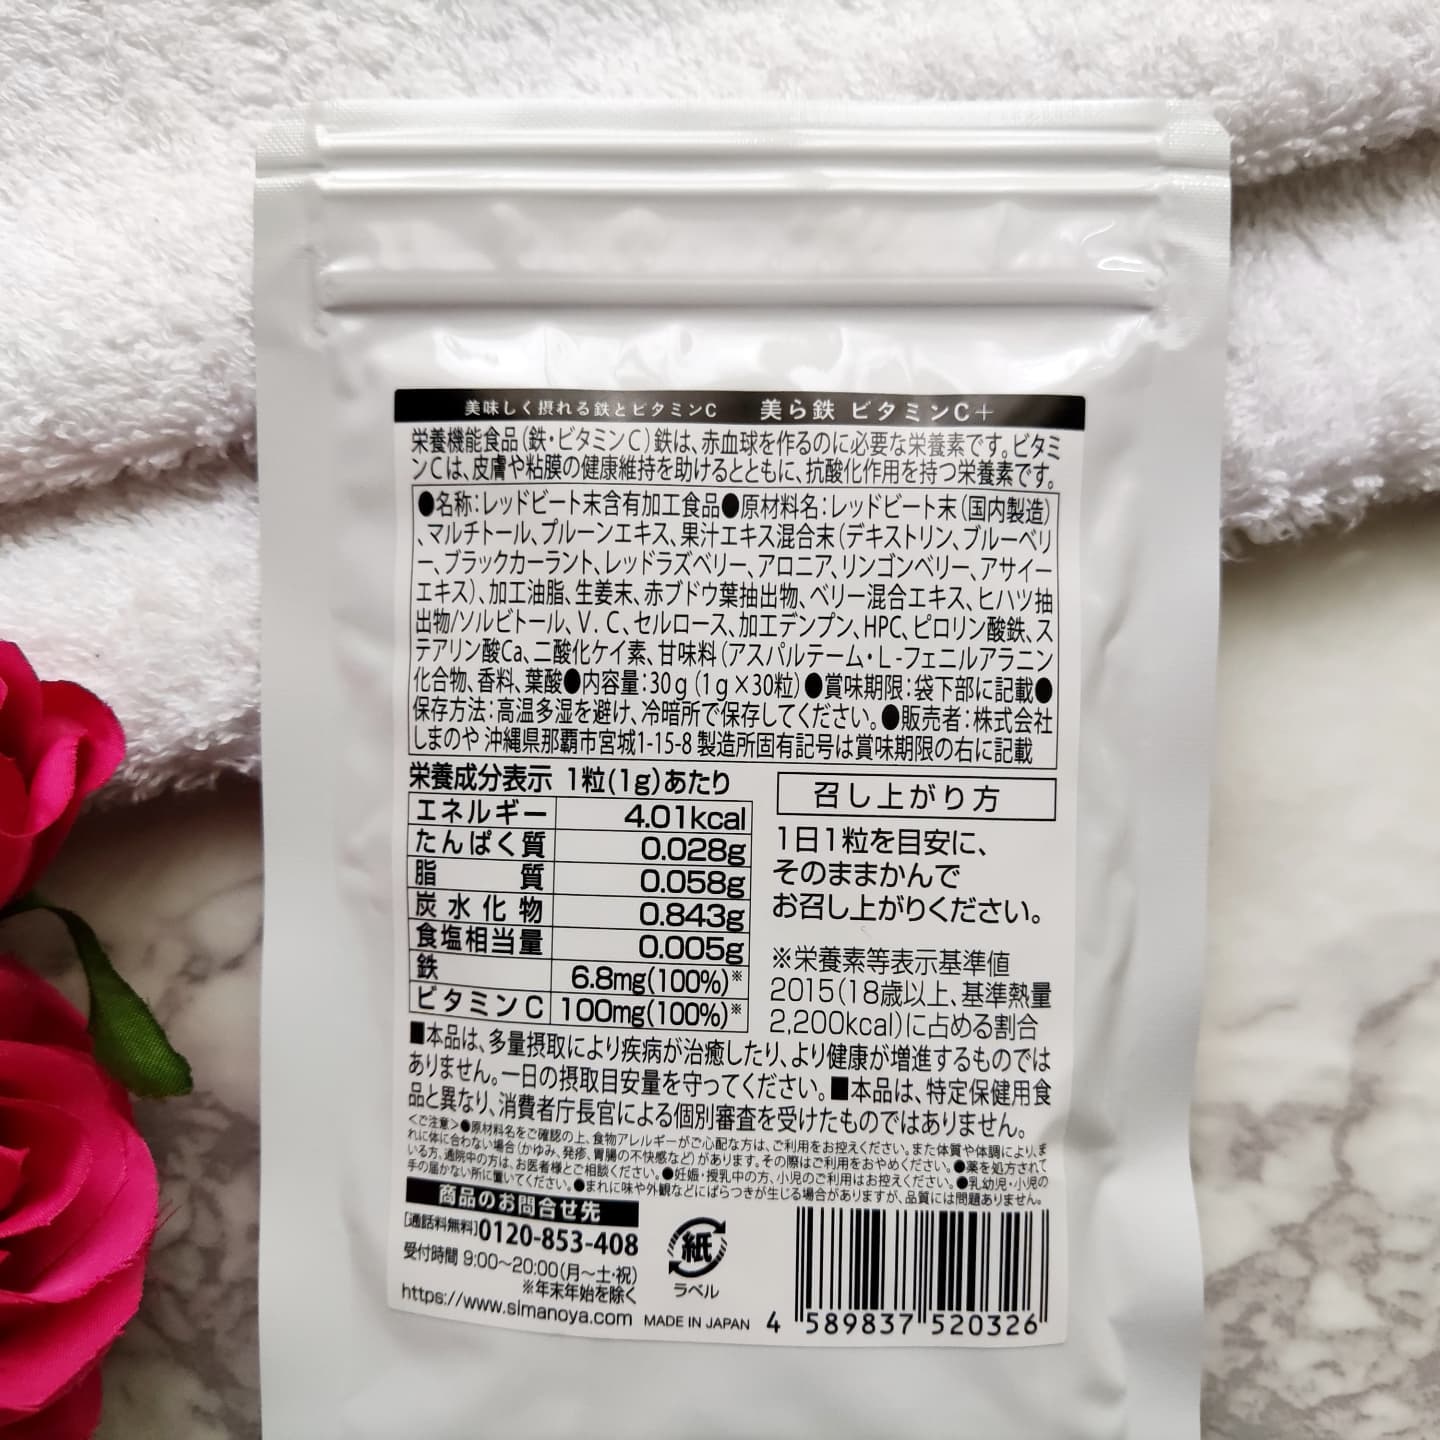 美味しく摂れる鉄とビタミンC 美ら鉄 ビタミンC＋
栄養機能食品（鉄・ビタミンC）鉄は、赤血球を作るのに必要な栄養素です。ビタミ
ンCは、皮膚や粘膜の健康維持を助けるとともに、抗酸化作用を持つ栄養素です。
●名称：レッドビート末含有加工食品●原材料名：レッドビート末（国内製造）
、マルチトール、プルーンエキス、果汁エキス混合末（デキストリン、ブルーベリ
ー、ブラックカーラント、レッドラズベリー、アロニア、リンゴンベリー、アサイー
エキス）、加工油脂、生姜末、赤ブドウ葉抽出物、ベリー混合エキス、ヒハツ抽
出物/ソルビトール、V.C、セルロース、加工デンプン、HPC、ピロリン酸鉄、ス
テアリン酸Ca、二酸化ケイ素、甘味料（アスパルテーム・L-フェニルアラニン
化合物、香料、葉酸●内容量：30g（1g×30粒）●賞味期限：袋下部に記載●
保存方法：高温多湿を避け、冷暗所で保存してください。●販売者：株式会社
しまのや 沖縄県那覇市宮城1-15-8 製造所固有記号は賞味期限の右に記載
栄養成分表示 1粒(1g)あたり
エネルギー 4.01kcal
たんぱく質 0.028g
脂質 0.058g
炭水化物 0.843g
食塩相当量 0.005g
鉄 6.8mg(100%)※
ビタミンC 100mg(100%)※
召し上がり方
1日1粒を目安に、
そのままかんで
お召し上がりください。
※栄養素等表示基準値
2015(18歳以上、基準熱量
2,200kcal)に占める割合
■本品は、多量摂取により疾病が治癒したり、より健康が増進するものでは
ありません。一日の摂取目安量を守ってください。■本品は、特定保健用食
品と異なり、消費者庁長官による個別審査を受けたものではありません。
＜ご注意＞●原材料名をご確認の上、食物アレルギーがご心配な方は、ご利用をお控えください。また体質や体調により、ま
れに体に合わない場合（かゆみ、発疹、胃腸の不快感など）があります。その際はご利用をおやめください。●薬を処方されて
いる方、通院中の方は、お医者様とご相談ください。●妊娠・授乳中の方、小児のご利用はお控えください。●乳幼児・小児の
手の届かない所に置いてください。●まれに味や外観などにばらつきが生じる場合がありますが、品質には問題ありません。
商品のお問合せ先
[通話料無料]0120-853-408
受付時間 9:00～20:00(月～土・祝)
※年末年始を除く
https://www.simanoya.com MADE IN JAPAN
紙
ラベル
4 589837 520326